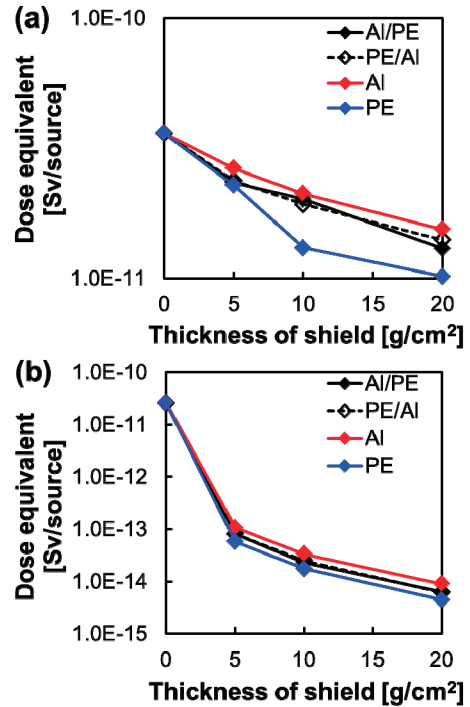 (a)
1.0E-10
Al/PE
PE/Al
Al
PE
Dose equivalent
[Sv/source]
1.0E-11
0 5 10 15 20
Thickness of shield [g/cm²]
(b)
1.0E-10
1.0E-11
1.0E-12
1.0E-13
1.0E-14
1.0E-15
Al/PE
PE/Al
Al
PE
Dose equivalent
[Sv/source]
0 5 10 15 20
Thickness of shield [g/cm²]